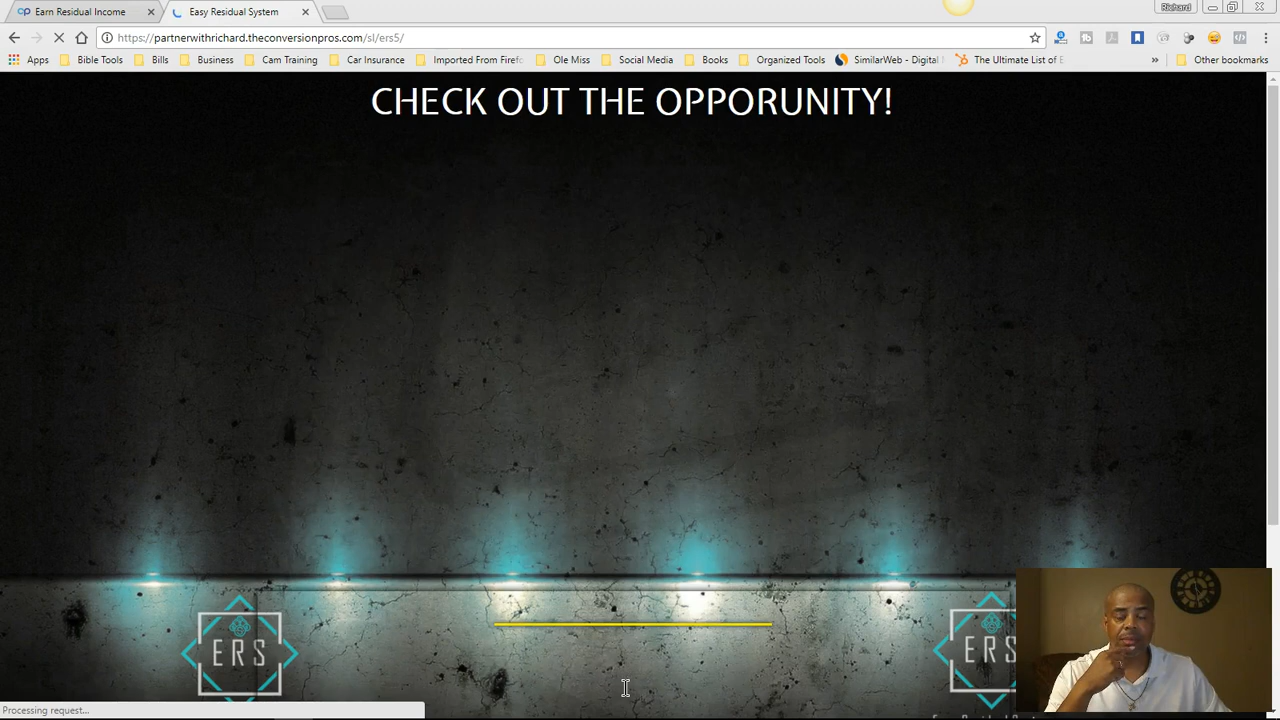 Earn Residual Income
Easy Residual System
Richard
https://partnerwithrichard.theconversionpros.com/sl/ers5/
Apps
Bible Tools
Bills
Business
Cam Training
Car Insurance
Imported From Firef
Ole Miss
Social Media
Books
Organized Tools
SimilarWeb - Digital
The Ultimate List of
»
Other bookmarks
CHECK OUT THE OPPORUNITY!
ERS
ERS
Processing request...